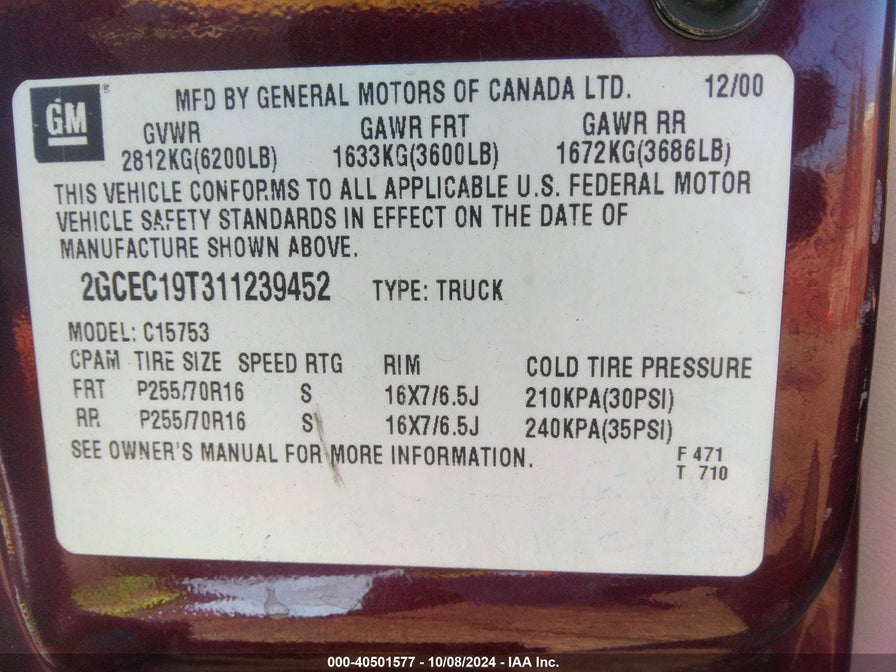 GM ® MFD BY GENERAL MOTORS OF CANADA LTD. 12/00
GVWR GAWR FRT GAWR RR
2812KG(6200LB) 1633KG(3600LB) 1672KG(3686LB)
THIS VEHICLE CONFORMS TO ALL APPLICABLE U.S. FEDERAL MOTOR
VEHICLE SAFETY STANDARDS IN EFFECT ON THE DATE OF
MANUFACTURE SHOWN ABOVE.
2GCEC19T311239452 TYPE: TRUCK
MODEL: C15753
CPAM TIRE SIZE SPEED RTG RIM COLD TIRE PRESSURE
FRT P255/70R16 S 16X7/6.5J 210KPA(30PSI)
RR P255/70R16 S 16X7/6.5J 240KPA(35PSI)
SEE OWNER'S MANUAL FOR MORE INFORMATION. F 471
T 710
000-40501577 - 10/08/2024 - IAA Inc.